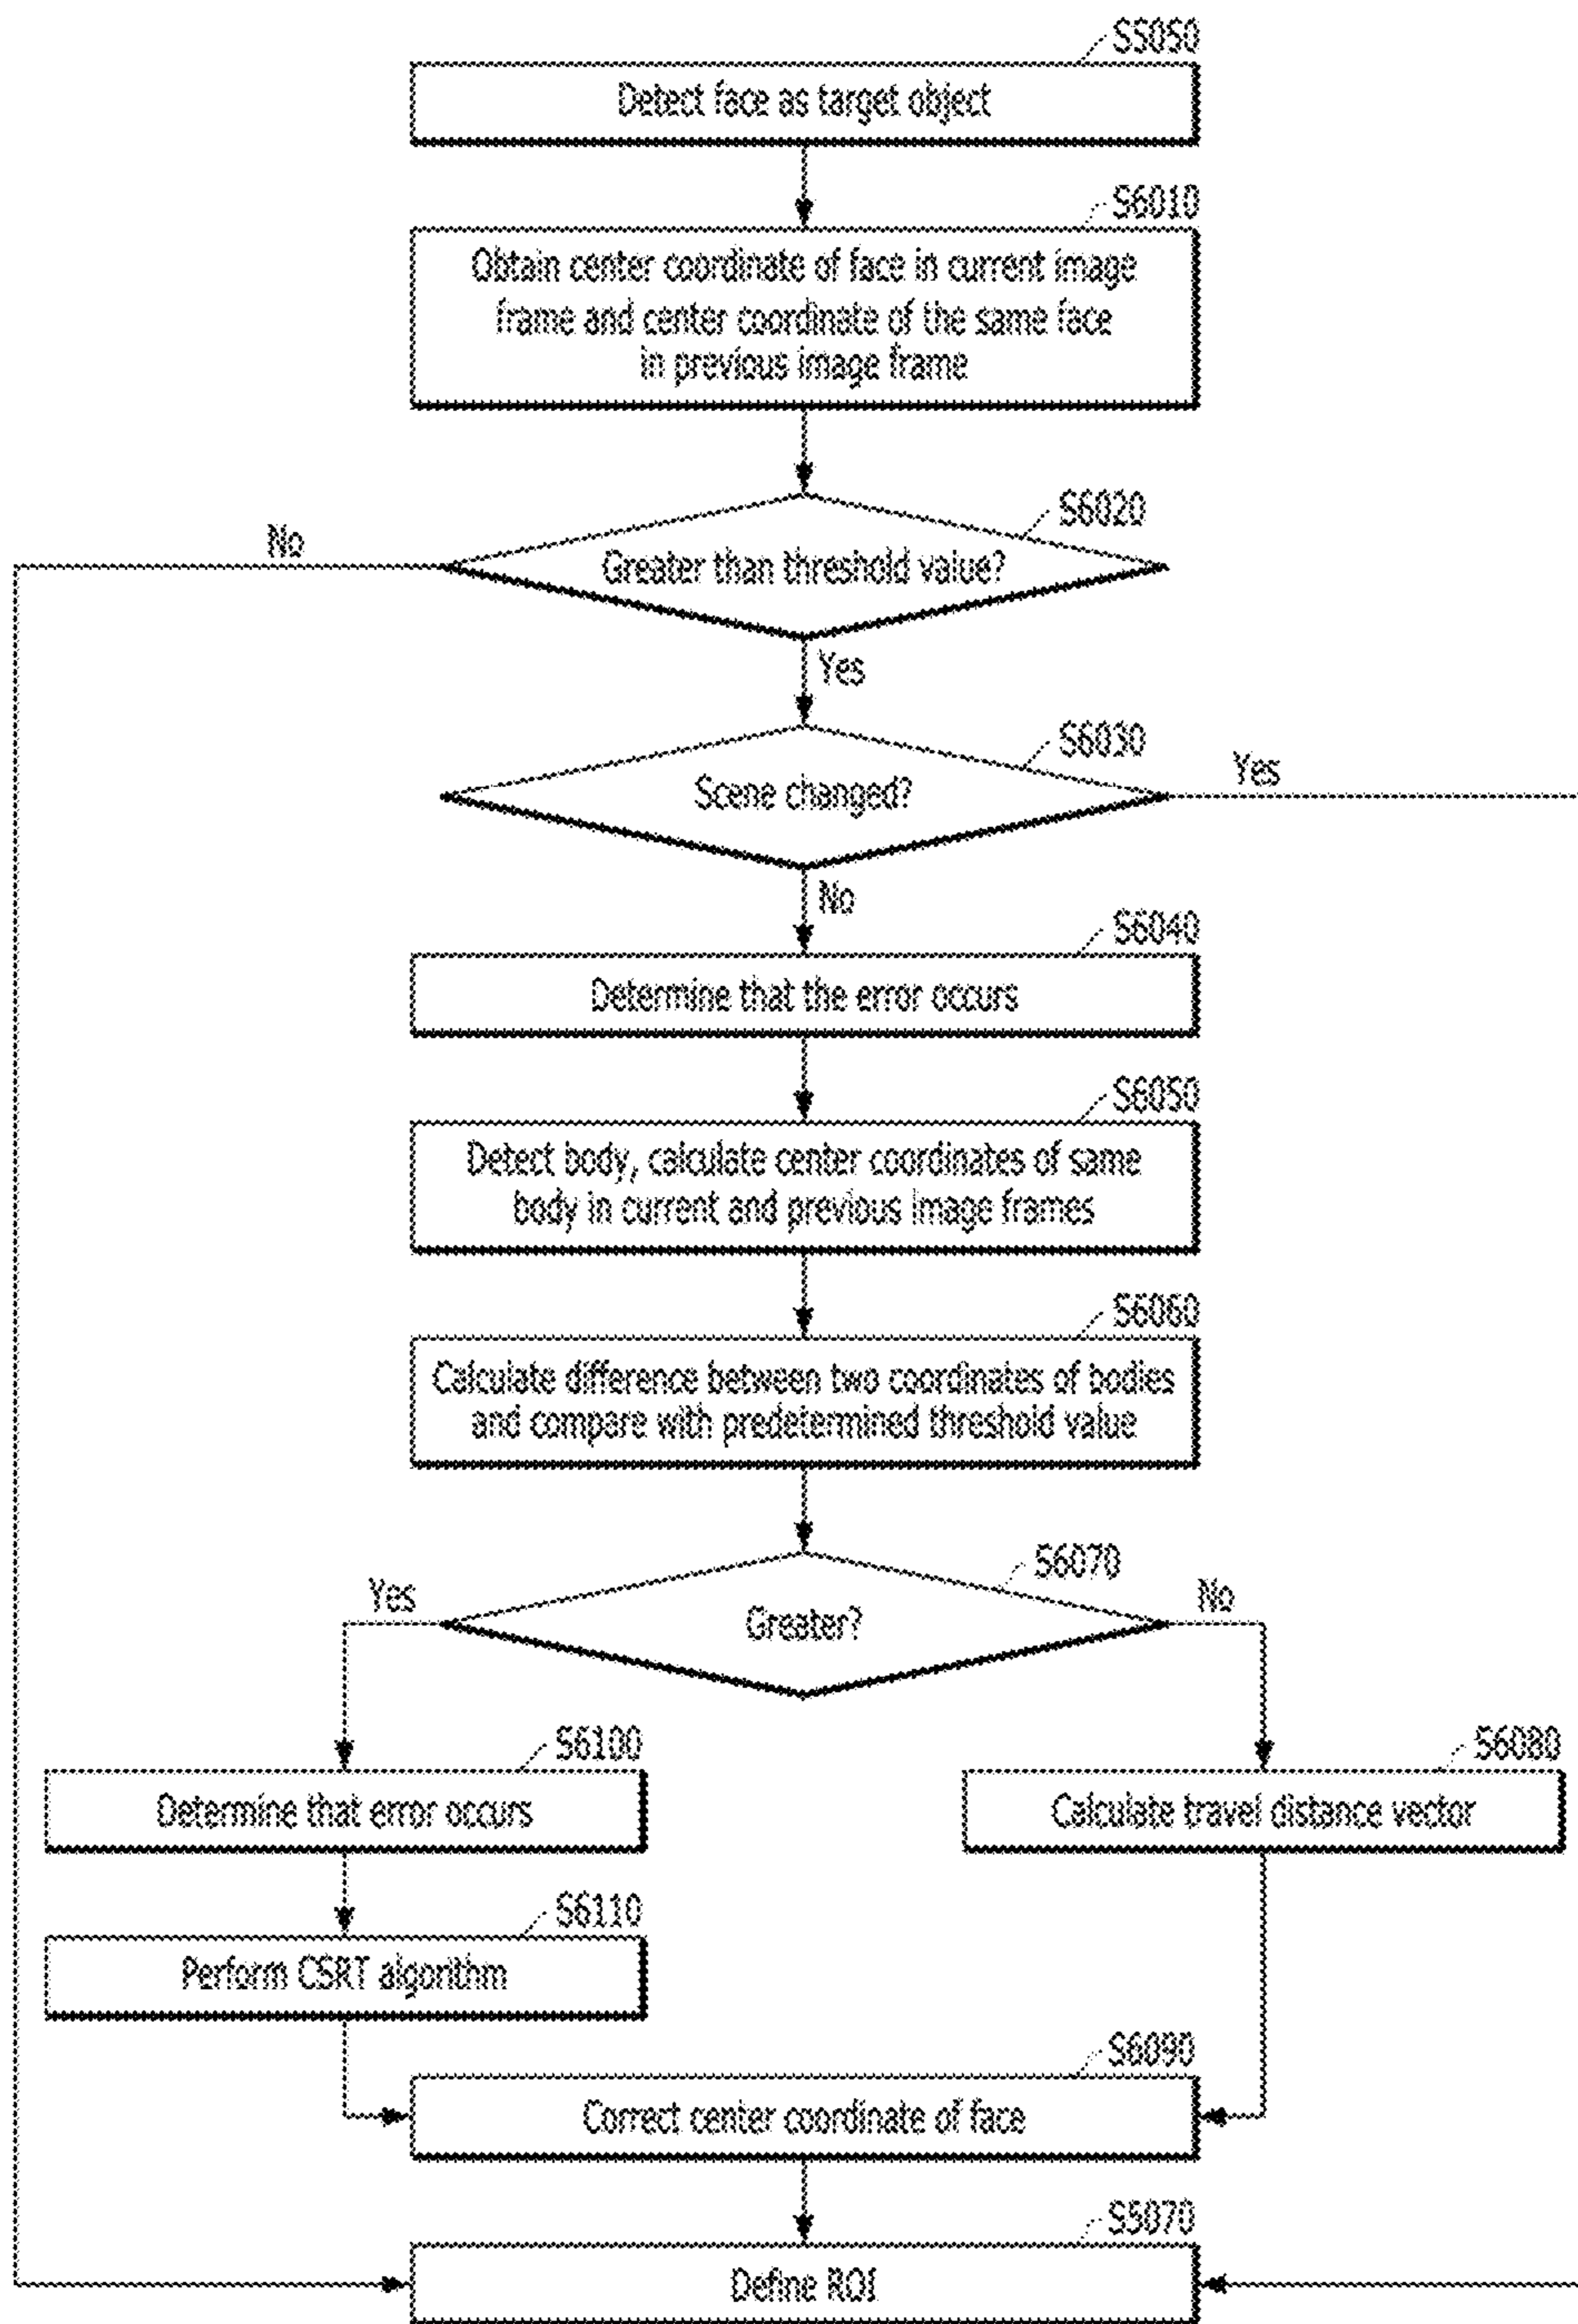 S5050
Detect face as target object
S6010
Obtain center coordinate of face in current image
frame and center coordinate of the same face
in previous image frame
S6020
No
Greater than threshold value?
Yes
S6030
Scene changed?
Yes
No
S6040
Determine that the error occurs
S6050
Detect body, calculate center coordinates of same
body in current and previous image frames
S6060
Calculate difference between two coordinates of bodies
and compare with predetermined threshold value
S6070
Yes
Greater?
No
S6100
Determine that error occurs
S6080
Calculate travel distance vector
S6110
Perform CSRT algorithm
S6090
Correct center coordinate of face
S5070
Define ROI